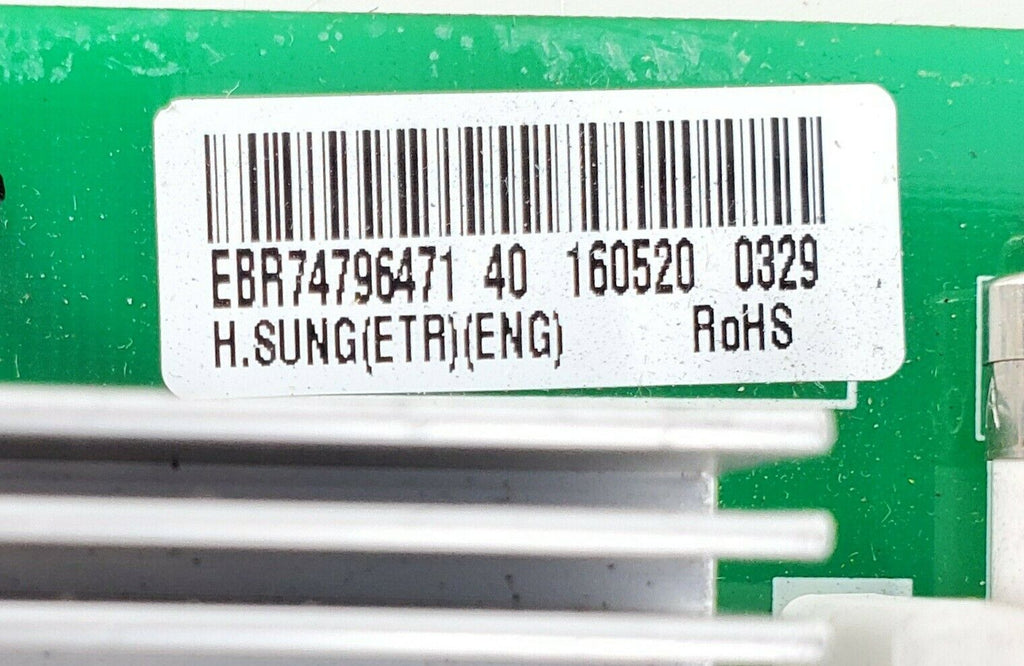 EBR74796471 40 160520 0329
H.SUNG(ETR)(ENG) RoHS